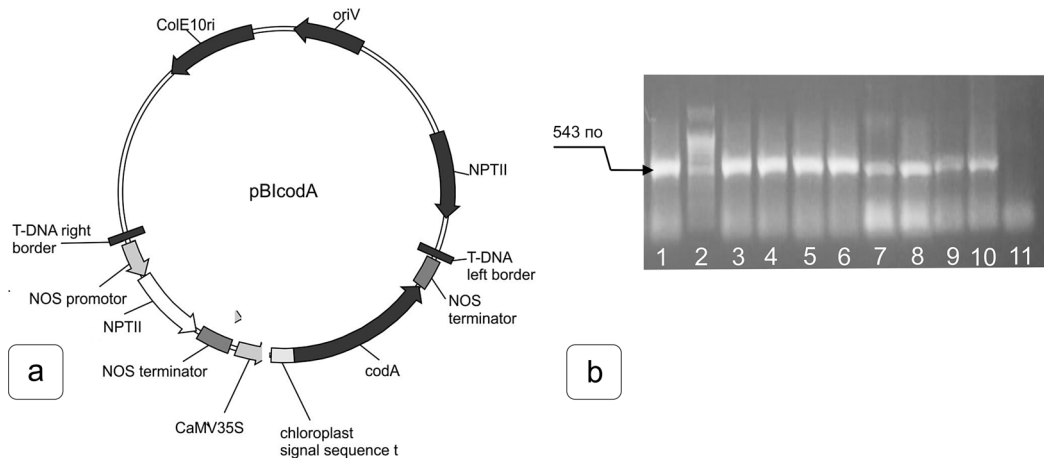 ColE10ri
oriV
NPTII
pBIcodA
T-DNA right
border
T-DNA
left border
NOS promotor
NOS
terminator
NPTII
NOS terminator
codA
CaMV35S
chloroplast
signal sequence t
a
543 по
1 2 3 4 5 6 7 8 9 10 11
b